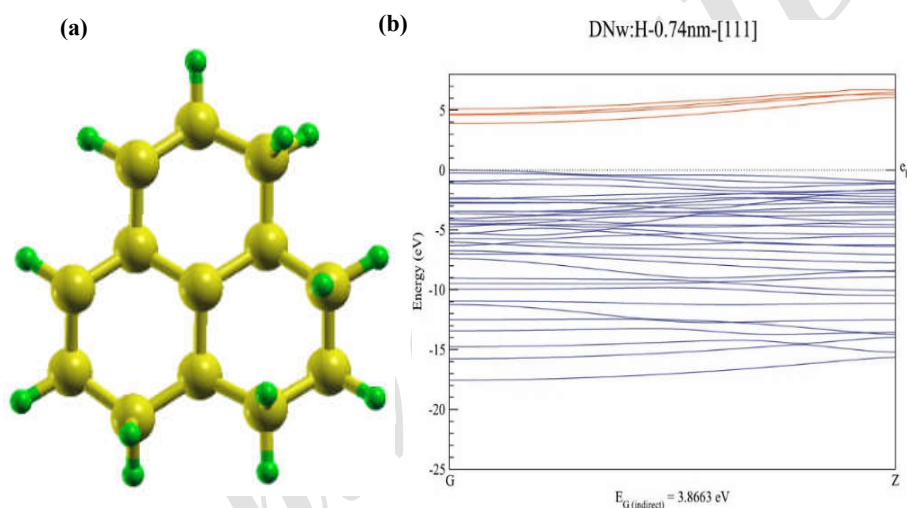 (a)
(b)
DNw:H-0.74nm-[111]
5
0
-5
-10
-15
-20
-25
Energy (eV)
G
Z
E_G (indirect) = 3.8663 eV